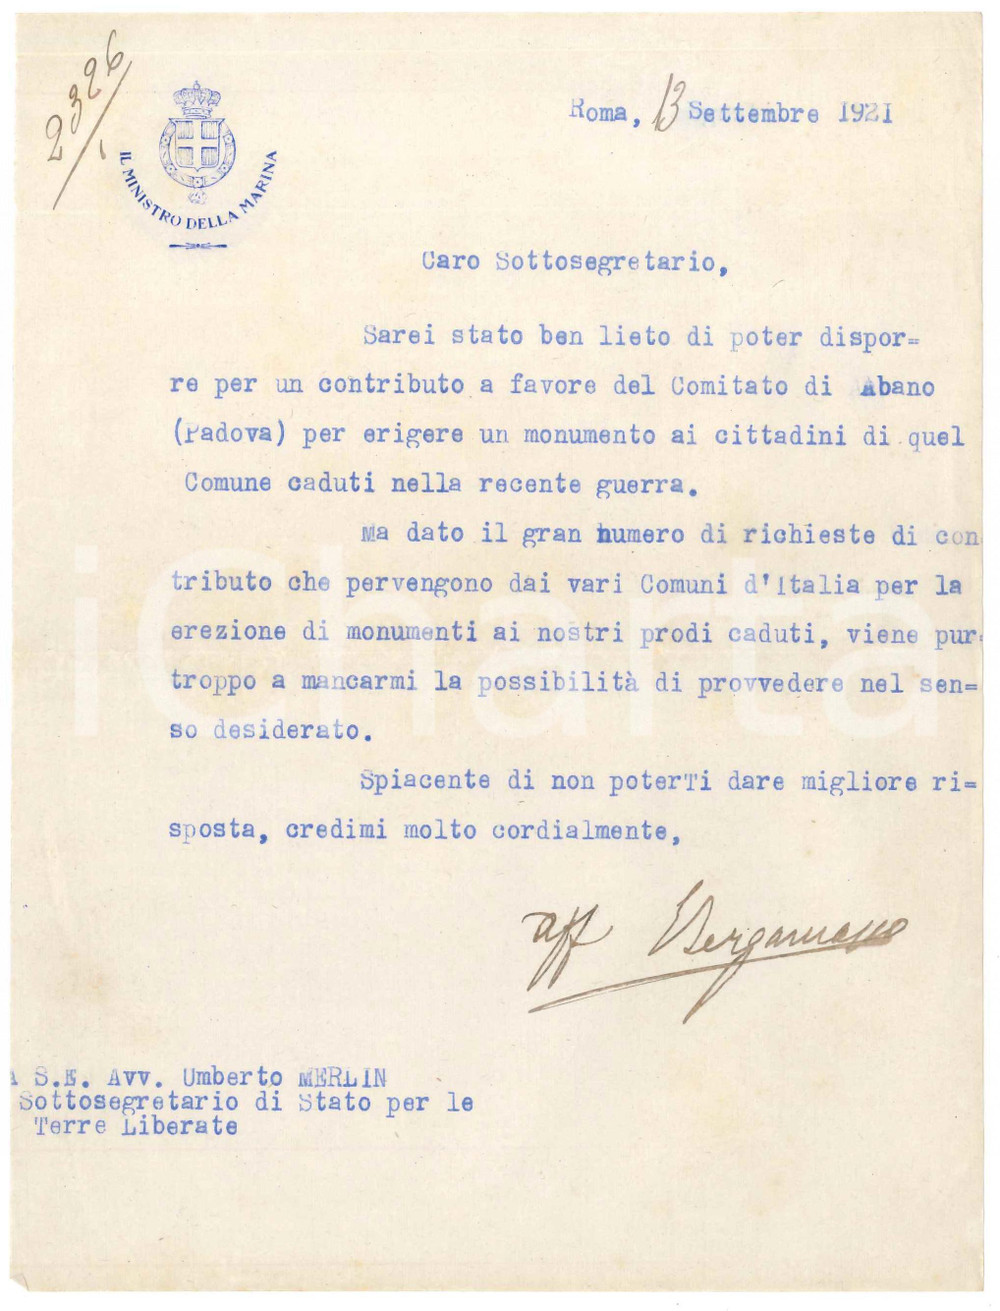 2326/1
IL MINISTRO DELLA MARINA
Roma, 13 Settembre 1921
Caro Sottosegretario,
Sarei stato ben lieto di poter dispor=
re per un contributo a favore del Comitato di Abano
(Padova) per erigere un monumento ai cittadini di quel
Comune caduti nella recente guerra.
Ma dato il gran numero di richieste di con
tributo che pervengono dai vari Comuni d'Italia per la
erezione di monumenti ai nostri prodi caduti, viene pur=
troppo a mancarmi la possibilità di provvedere nel sen=
so desiderato.
Spiacente di non poterTi dare migliore ri=
sposta, credimi molto cordialmente,
aff Bergamasco
A S.E. Avv. Umberto MERLIN
Sottosegretario di Stato per le
Terre Liberate
iCharta